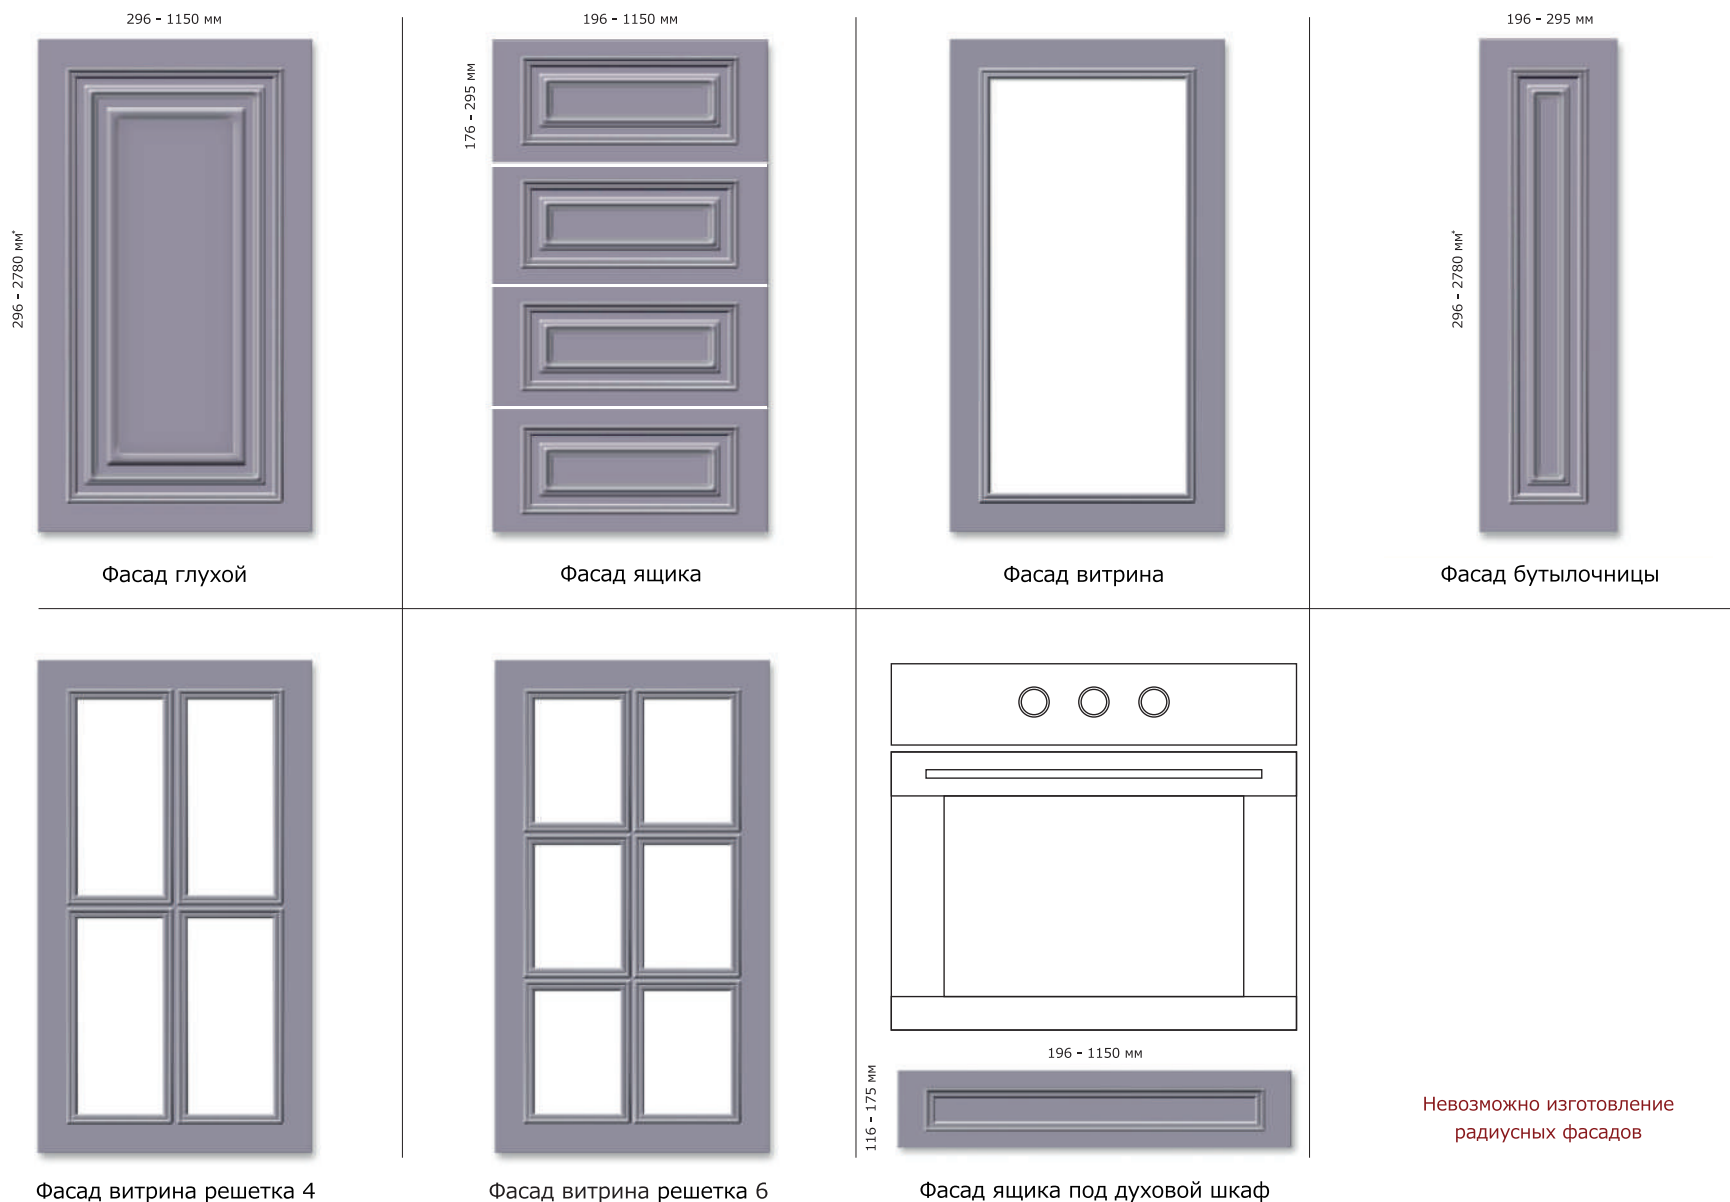 296 - 1150 мм
196 - 1150 мм
196 - 295 мм
296 - 2780 мм*
176 - 295 мм
296 - 2780 мм*
Фасад глухой
Фасад ящика
Фасад витрина
Фасад бутылочницы
196 - 1150 мм
116 - 175 мм
Невозможно изготовление
радиусных фасадов
Фасад витрина решетка 4
Фасад витрина решетка 6
Фасад ящика под духовой шкаф